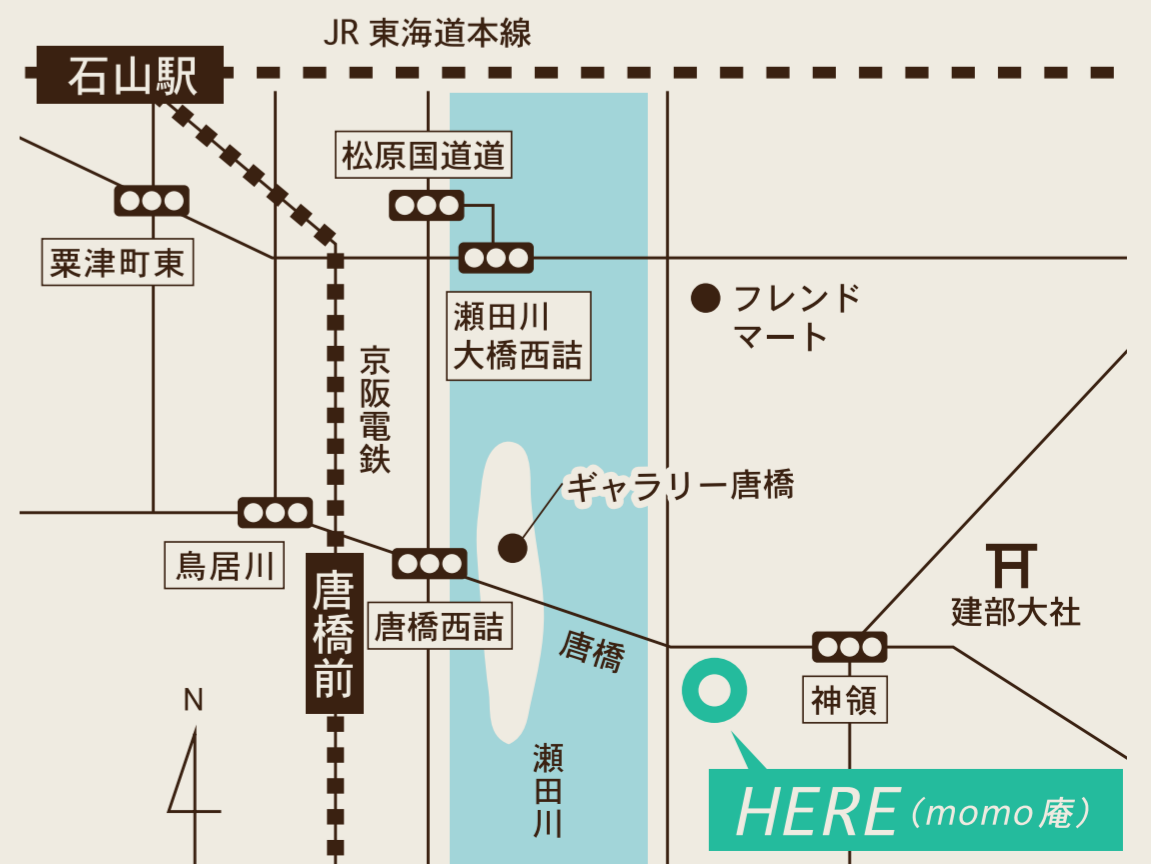 JR 東海道本線
石山駅
松原国道道
粟津町東
瀬田川
大橋西詰
フレンド
マート
京阪電鉄
ギャラリー唐橋
鳥居川
唐橋前
唐橋西詰
唐橋
建部大社
神領
N
瀬田川
HERE（momo庵）